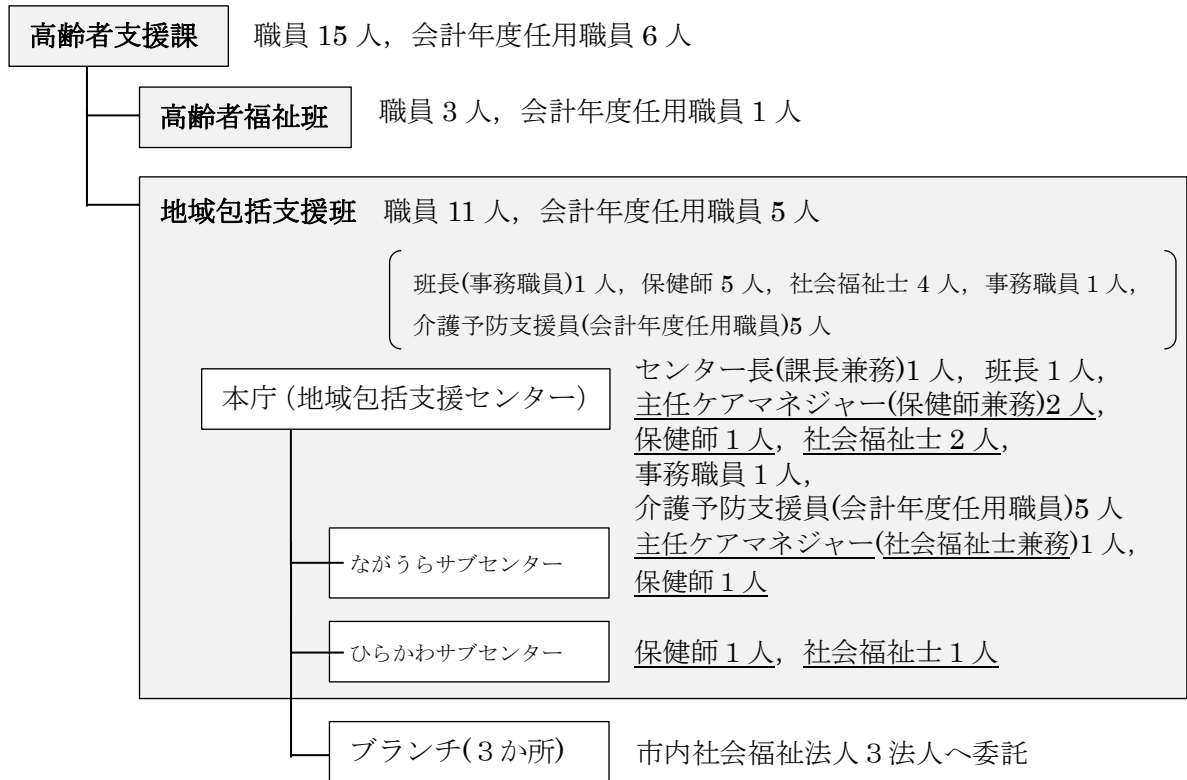 高齢者支援課 職員 15 人，会計年度任用職員 6 人
高齢者福祉班 職員 3 人，会計年度任用職員 1 人
地域包括支援班 職員 11 人，会計年度任用職員 5 人
班長(事務職員)1 人，保健師 5 人，社会福祉士 4 人，事務職員 1 人，
介護予防支援員(会計年度任用職員)5 人
本庁（地域包括支援センター）
センター長(課長兼務)1 人，班長 1 人，
主任ケアマネジャー(保健師兼務)2 人，
保健師 1 人，社会福祉士 2 人，
事務職員 1 人，
介護予防支援員(会計年度任用職員)5 人
ながうらサブセンター
主任ケアマネジャー(社会福祉士兼務)1 人，
保健師 1 人
ひらかわサブセンター 保健師 1 人，社会福祉士 1 人
ブランチ(３か所) 市内社会福祉法人３法人へ委託